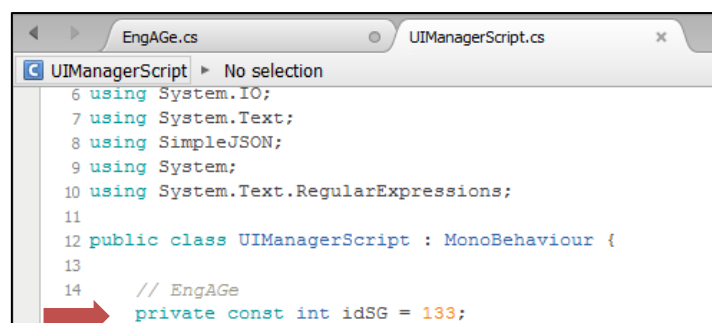 EngAGe.cs UIManagerScript.cs
C UIManagerScript No selection
6 using System.IO;
7 using System.Text;
8 using SimpleJSON;
9 using System;
10 using System.Text.RegularExpressions;
11
12 public class UIManagerScript : MonoBehaviour {
13
14 // EngAGe
private const int idSG = 133;